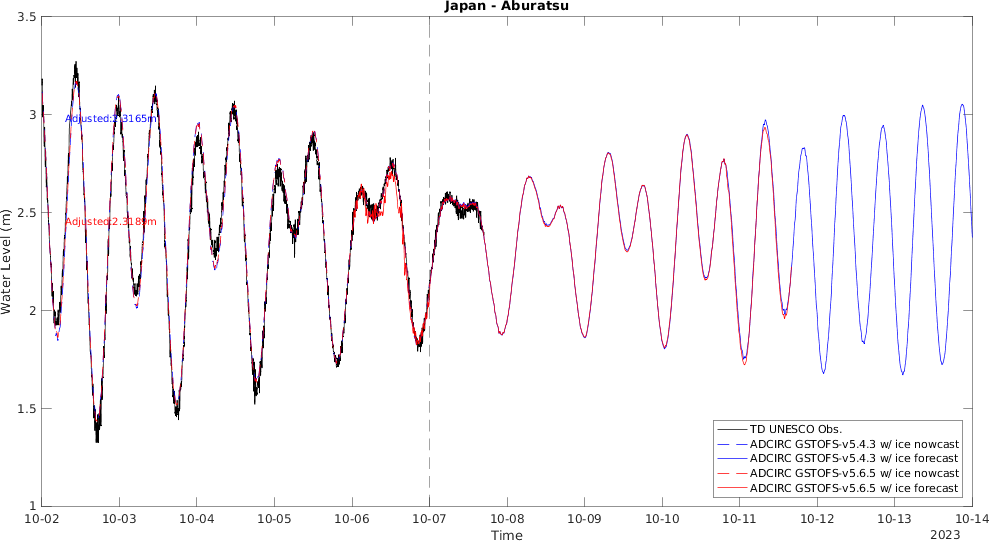 Japan - Aburatsu
3.5
3
2.5
2
1.5
1
Water Level (m)
Adjusted:2.3165m
Adjusted:2.3189m
TD UNESCO Obs.
ADCIRC GSTOFS-v5.4.3 w/ ice nowcast
ADCIRC GSTOFS-v5.4.3 w/ ice forecast
ADCIRC GSTOFS-v5.6.5 w/ ice nowcast
ADCIRC GSTOFS-v5.6.5 w/ ice forecast
10-02 10-03 10-04 10-05 10-06 10-07 10-08 10-09 10-10 10-11 10-12 10-13 10-14
Time
2023